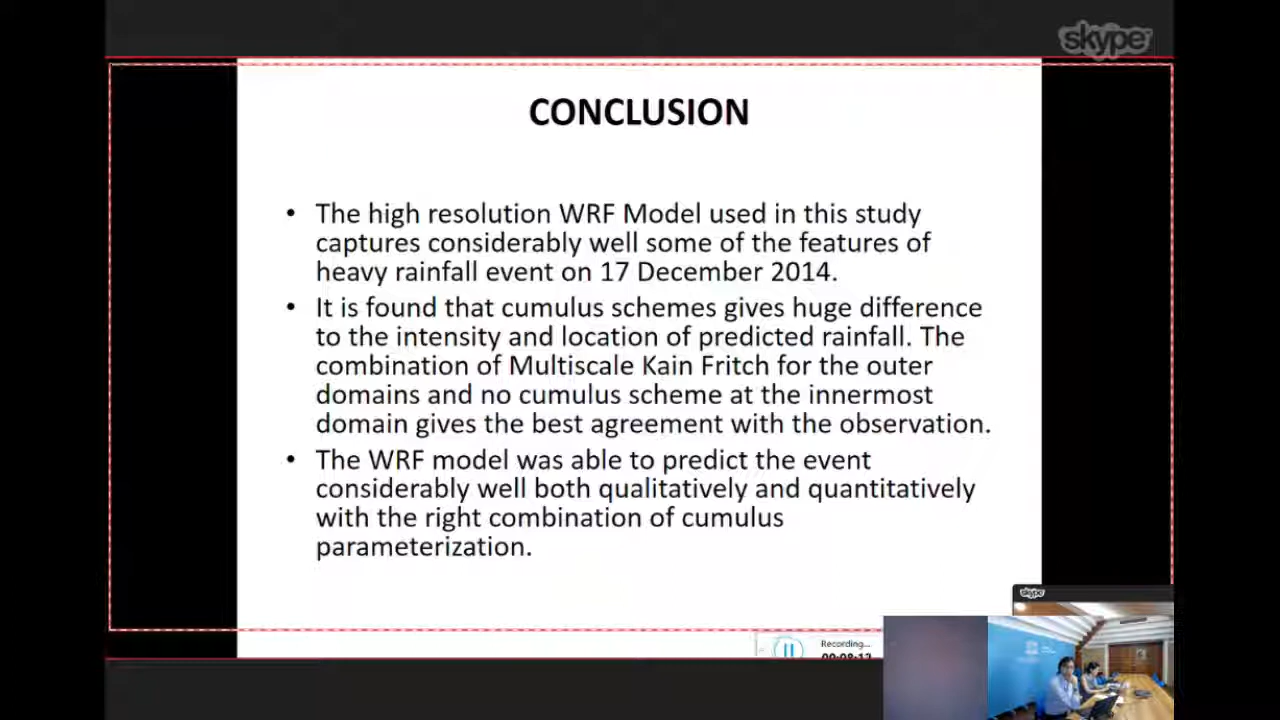 skype
CONCLUSION
• The high resolution WRF Model used in this study
captures considerably well some of the features of
heavy rainfall event on 17 December 2014.
• It is found that cumulus schemes gives huge difference
to the intensity and location of predicted rainfall. The
combination of Multiscale Kain Fritch for the outer
domains and no cumulus scheme at the innermost
domain gives the best agreement with the observation.
• The WRF model was able to predict the event
considerably well both qualitatively and quantitatively
with the right combination of cumulus
parameterization.
skype
Recording...